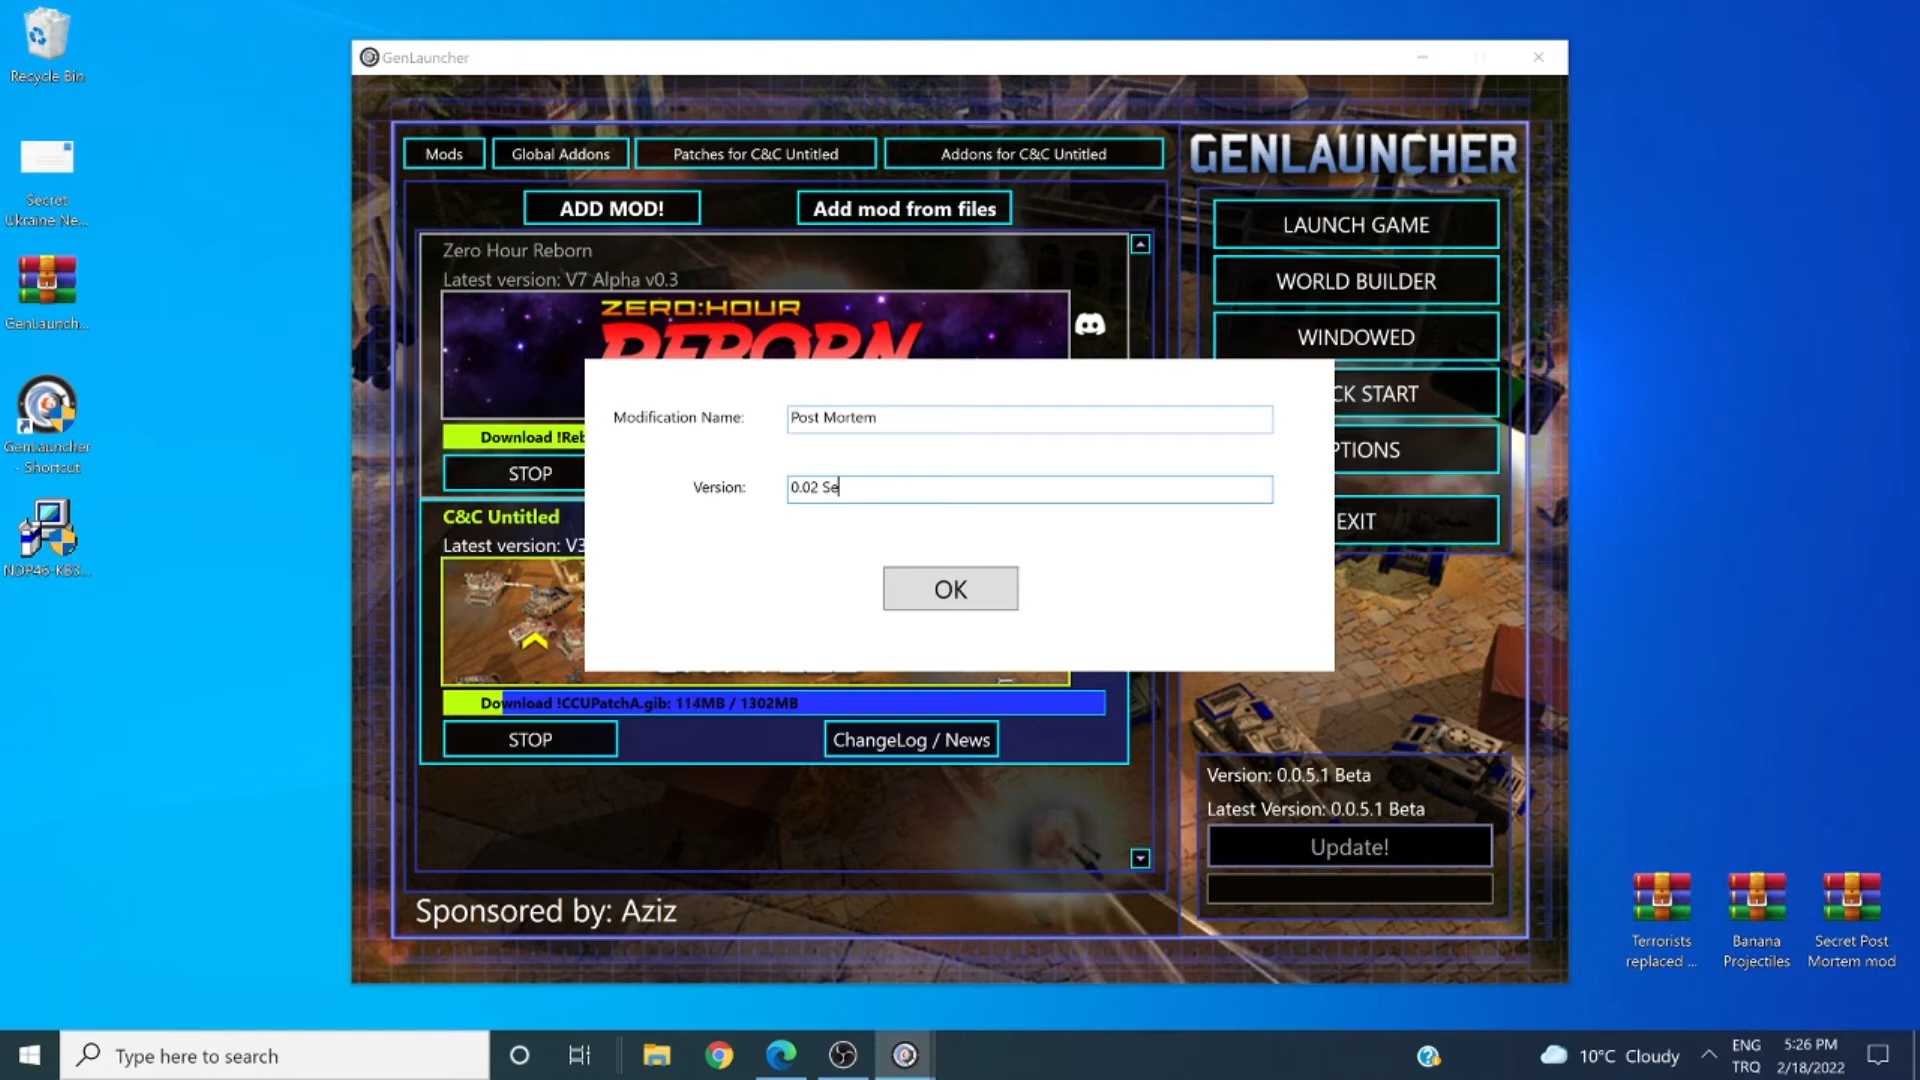 Recycle Bin
Secret
Ukraine Ne...
GenLaunch...
GenLauncher
- Shortcut
NDP46-KB3...
GenLauncher
Mods
Global Addons
Patches for C&C Untitled
Addons for C&C Untitled
GENLAUNCHER
ADD MOD!
Add mod from files
Zero Hour Reborn
Latest version: V7 Alpha v0.3
ZERO:HOUR
REBORN
Download !Reb
STOP
C&C Untitled
Latest version: V3
Download !CCUPatchA.gib: 114MB / 1302MB
STOP
ChangeLog / News
Modification Name:
Post Mortem
Version:
0.02 Se
OK
LAUNCH GAME
WORLD BUILDER
WINDOWED
CK START
PTIONS
EXIT
Version: 0.0.5.1 Beta
Latest Version: 0.0.5.1 Beta
Update!
Sponsored by: Aziz
Terrorists
replaced ...
Banana
Projectiles
Secret Post
Mortem mod
Type here to search
10°C Cloudy
ENG
TRQ
5:26 PM
2/18/2022